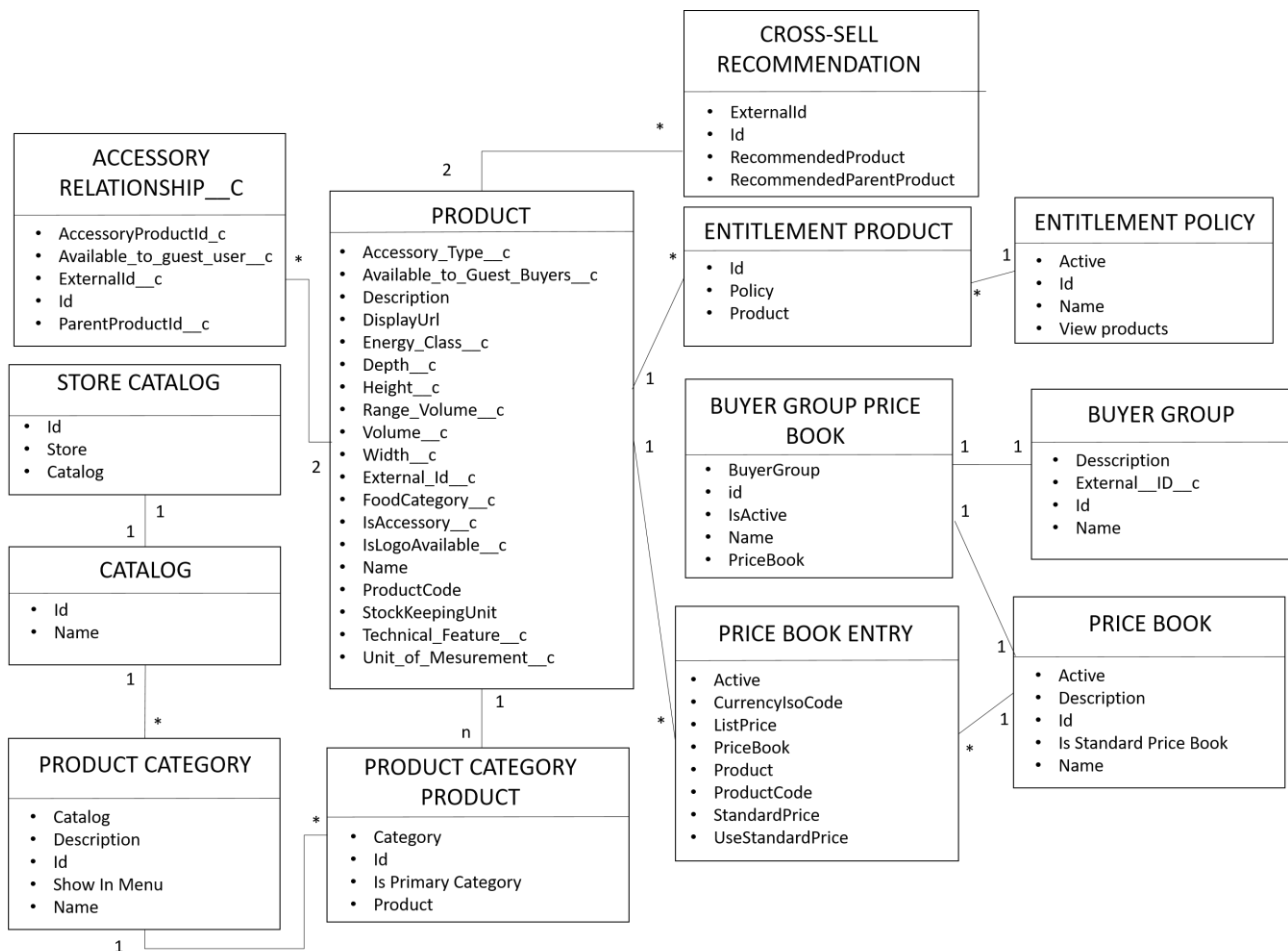 CROSS-SELL
RECOMMENDATION
• ExternalId
• Id
• RecommendedProduct
• RecommendedParentProduct
*
2
ACCESSORY
RELATIONSHIP__C
• AccessoryProductId_c
• Available_to_guest_user__c
• ExternalId__c
• Id
• ParentProductId__c
*
2
PRODUCT
• Accessory_Type__c
• Available_to_Guest_Buyers__c
• Description
• DisplayUrl
• Energy_Class__c
• Depth__c
• Height__c
• Range_Volume__c
• Volume__c
• Width__c
• External_Id__c
• FoodCategory__c
• IsAccessory__c
• IsLogoAvailable__c
• Name
• ProductCode
• StockKeepingUnit
• Technical_Feature__c
• Unit_of_Mesurement__c
ENTITLEMENT PRODUCT
• Id
• Policy
• Product
*
1
1
*
ENTITLEMENT POLICY
• Active
• Id
• Name
• View products
STORE CATALOG
• Id
• Store
• Catalog
1
1
CATALOG
• Id
• Name
1
*
BUYER GROUP PRICE
BOOK
• BuyerGroup
• id
• IsActive
• Name
• PriceBook
1
1
1
1
BUYER GROUP
• Desscription
• External__ID__c
• Id
• Name
PRICE BOOK ENTRY
• Active
• CurrencyIsoCode
• ListPrice
• PriceBook
• Product
• ProductCode
• StandardPrice
• UseStandardPrice
1
*
1
*
PRICE BOOK
• Active
• Description
• Id
• Is Standard Price Book
• Name
PRODUCT CATEGORY
• Catalog
• Description
• Id
• Show In Menu
• Name
1
*
PRODUCT CATEGORY
PRODUCT
• Category
• Id
• Is Primary Category
• Product
1
n